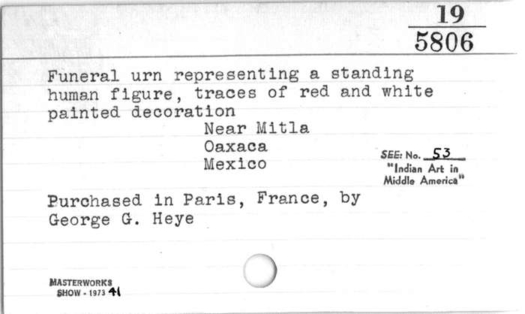 19
5806
Funeral urn representing a standing
human figure, traces of red and white
painted decoration
Near Mitla
Oaxaca
Mexico
SEE: No. 53
"Indian Art in
Middle America"
Purchased in Paris, France, by
George G. Heye
MASTERWORKS
SHOW - 1973 41